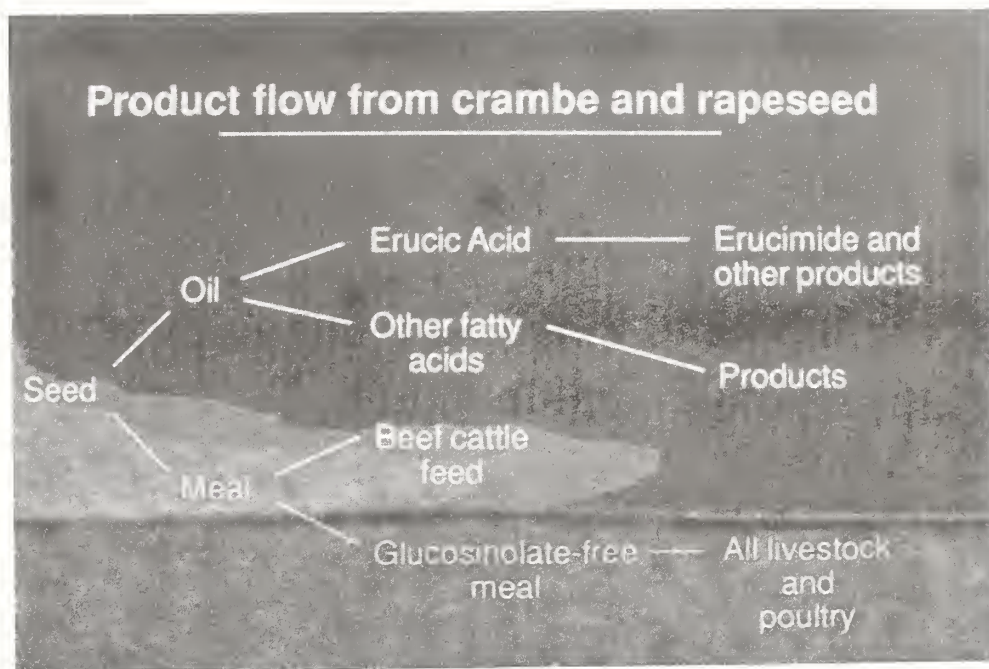 Product flow from crambe and rapeseed
Erucic Acid
Erucimide and
other products
Oil
Other fatty
acids
Products
Seed
Beef cattle
feed
Meal
Glucosinolate-free
meal
All livestock
and
poultry